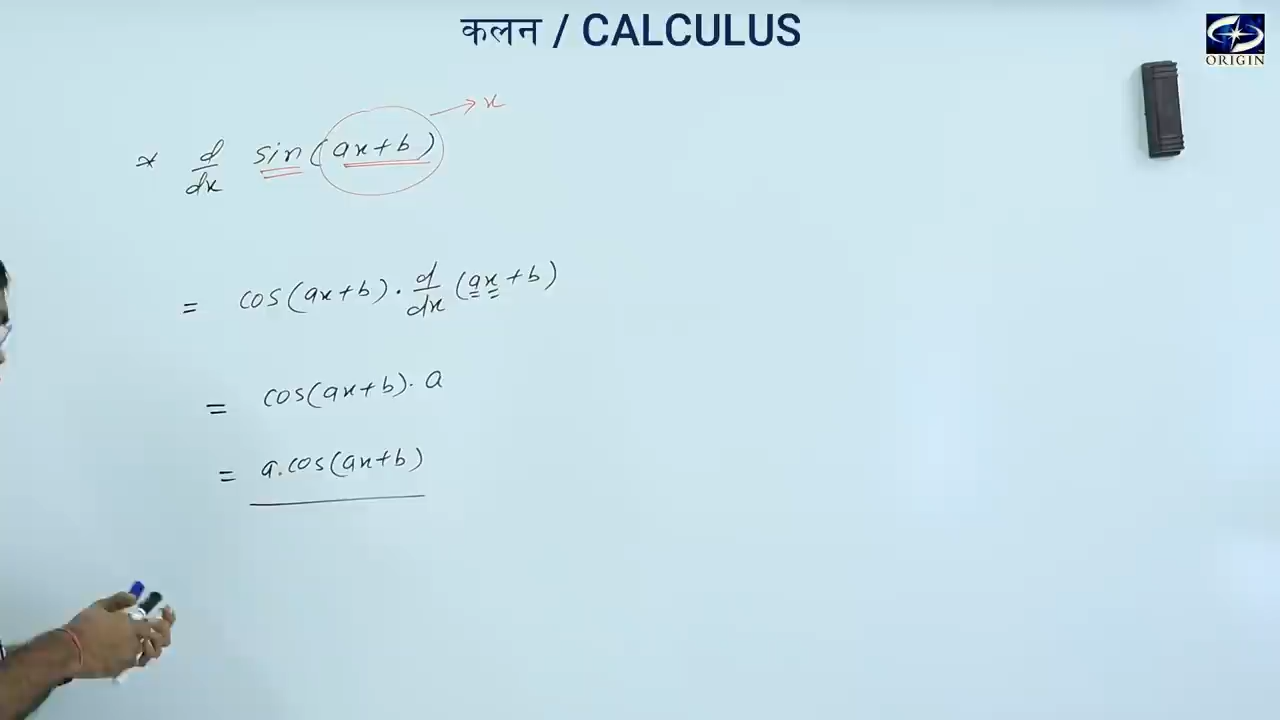 कलन / CALCULUS
ORIGIN
* d/dx sin(ax+b) → x
= cos(ax+b) . d/dx (ax+b)
= cos(ax+b) . a
= a.cos(ax+b)